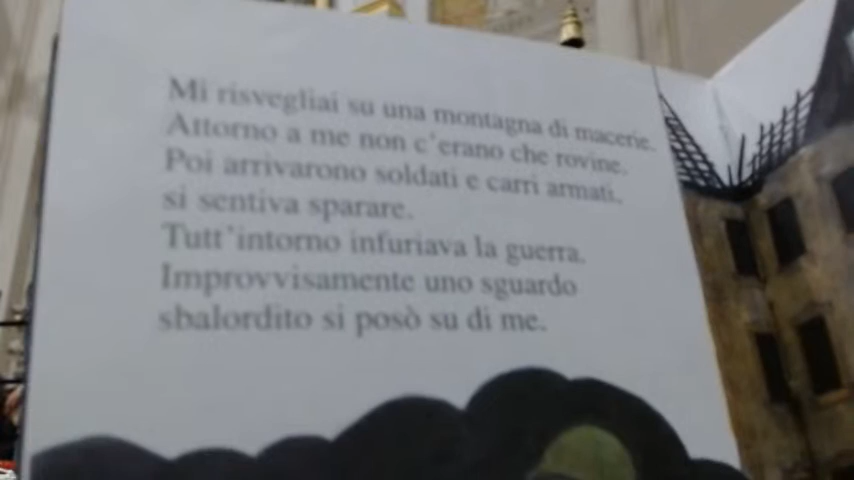 Mi risvegliai su una montagna di macerie.
Attorno a me non c'erano che rovine.
Poi arrivarono soldati e carri armati,
si sentiva sparare.
Tutt'intorno infuriava la guerra.
Improvvisamente uno sguardo
sbalordito si posò su di me.